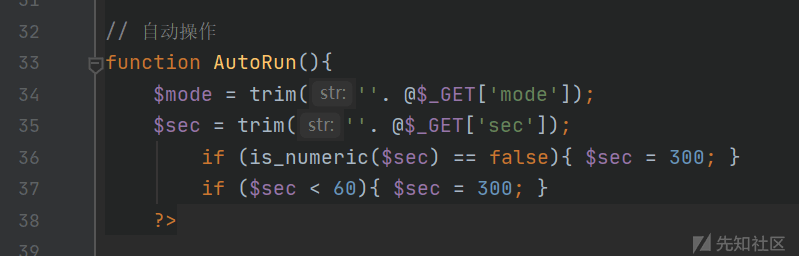 31
32 // 自动操作
33 function AutoRun(){
34 $mode = trim( str: ''. @$_GET['mode']);
35 $sec = trim( str: ''. @$_GET['sec']);
36 if (is_numeric($sec) == false){ $sec = 300; }
37 if ($sec < 60){ $sec = 300; }
38 ?>
39
先知社区